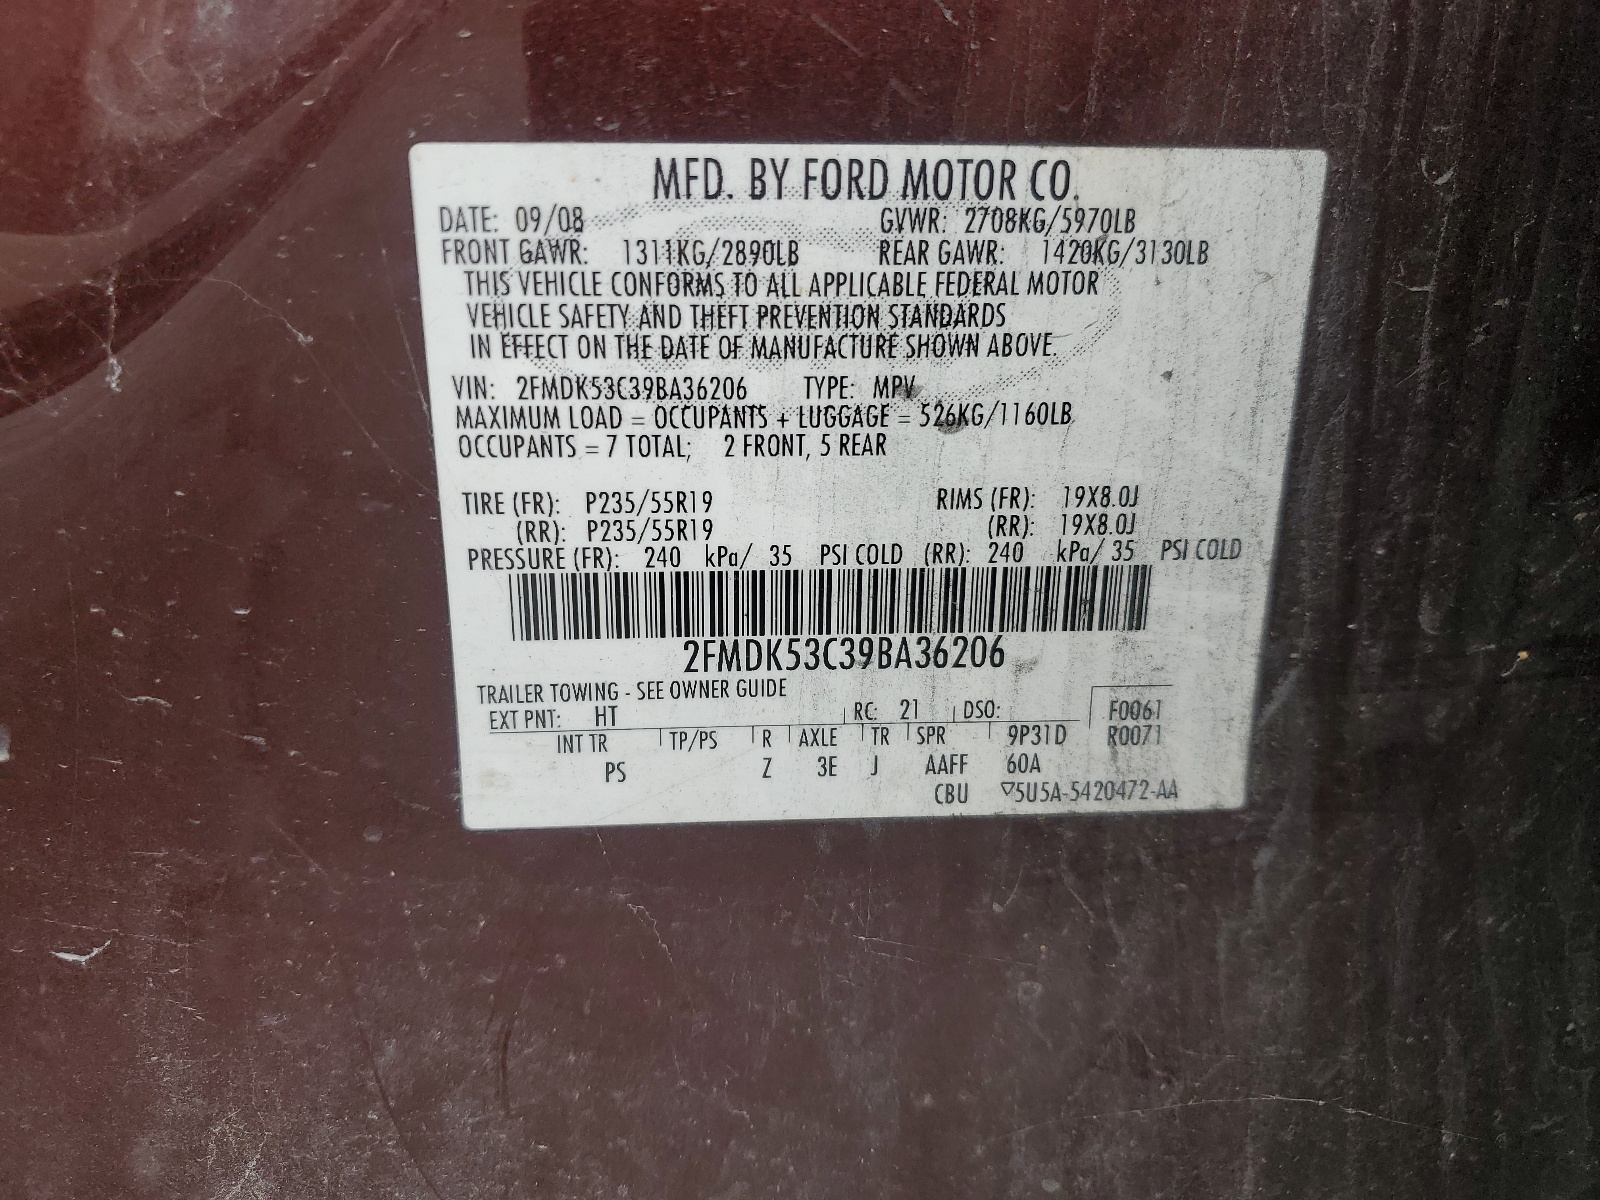 MFD. BY FORD MOTOR CO.
DATE: 09/08 GVWR: 2708KG/5970LB
FRONT GAWR: 1311KG/2890LB REAR GAWR: 1420KG/3130LB
THIS VEHICLE CONFORMS TO ALL APPLICABLE FEDERAL MOTOR
VEHICLE SAFETY AND THEFT PREVENTION STANDARDS
IN EFFECT ON THE DATE OF MANUFACTURE SHOWN ABOVE.
VIN: 2FMDK53C39BA36206 TYPE: MPV
MAXIMUM LOAD = OCCUPANTS + LUGGAGE = 526KG/1160LB
OCCUPANTS = 7 TOTAL; 2 FRONT, 5 REAR
TIRE (FR): P235/55R19 RIMS (FR): 19X8.0J
(RR): P235/55R19 (RR): 19X8.0J
PRESSURE (FR): 240 kPa/ 35 PSI COLD (RR): 240 kPa/ 35 PSI COLD
2FMDK53C39BA36206
TRAILER TOWING - SEE OWNER GUIDE
EXT PNT: HT RC: 21 DSO: F0061
INT TR TP/PS R AXLE TR SPR 9P31D R0071
PS Z 3E J AAFF 60A
CBU ▽5U5A-5420472-AA